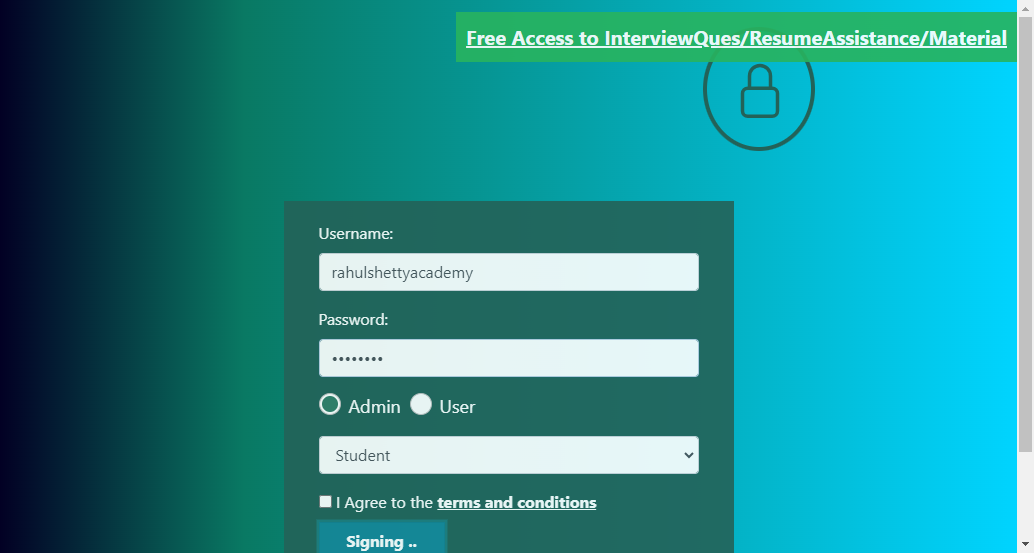 Free Access to InterviewQues/ResumeAssistance/Material
Username:
rahulshettyacademy
Password:
••••••••
Admin User
Student
I Agree to the terms and conditions
Signing ..